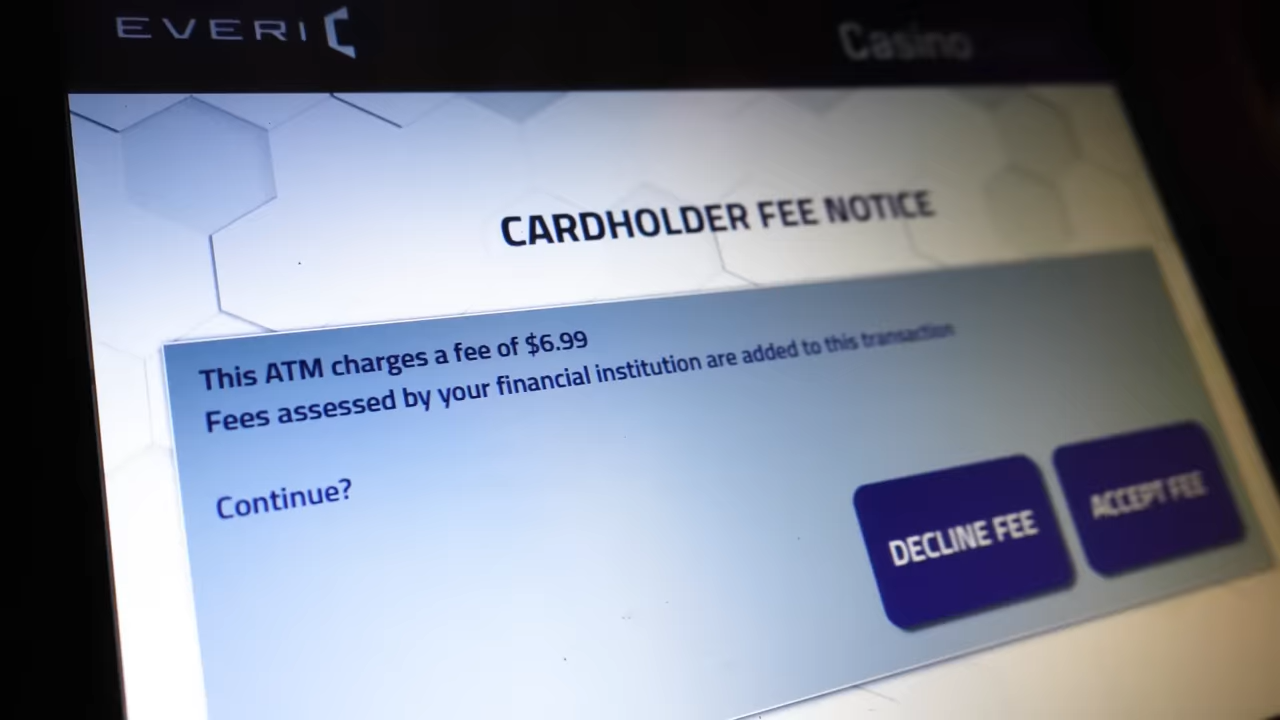 EVERI
Casino
CARDHOLDER FEE NOTICE
This ATM charges a fee of $6.99
Fees assessed by your financial institution are added to this transaction
Continue?
DECLINE FEE
ACCEPT FEE